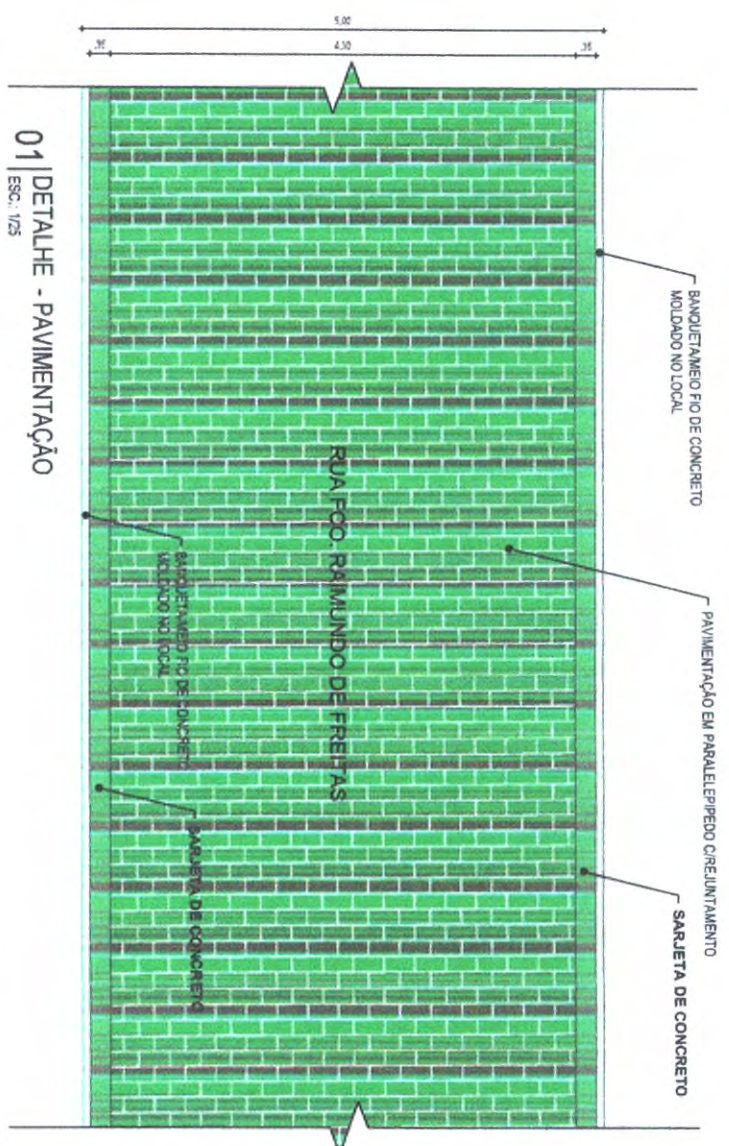 BANQUETA/MEIO FIO DE CONCRETO
MOLDADO NO LOCAL
PAVIMENTAÇÃO EM PARALELEPIPEDO C/REJUNTAMENTO
SARJETA DE CONCRETO
5,00
,35
4,30
,35
RUA FCO. RAIMUNDO DE FREITAS
BANQUETA/MEIO FIO DE CONCRETO
MOLDADO NO LOCAL
SARJETA DE CONCRETO
01 DETALHE - PAVIMENTAÇÃO
ESC.: 1/25